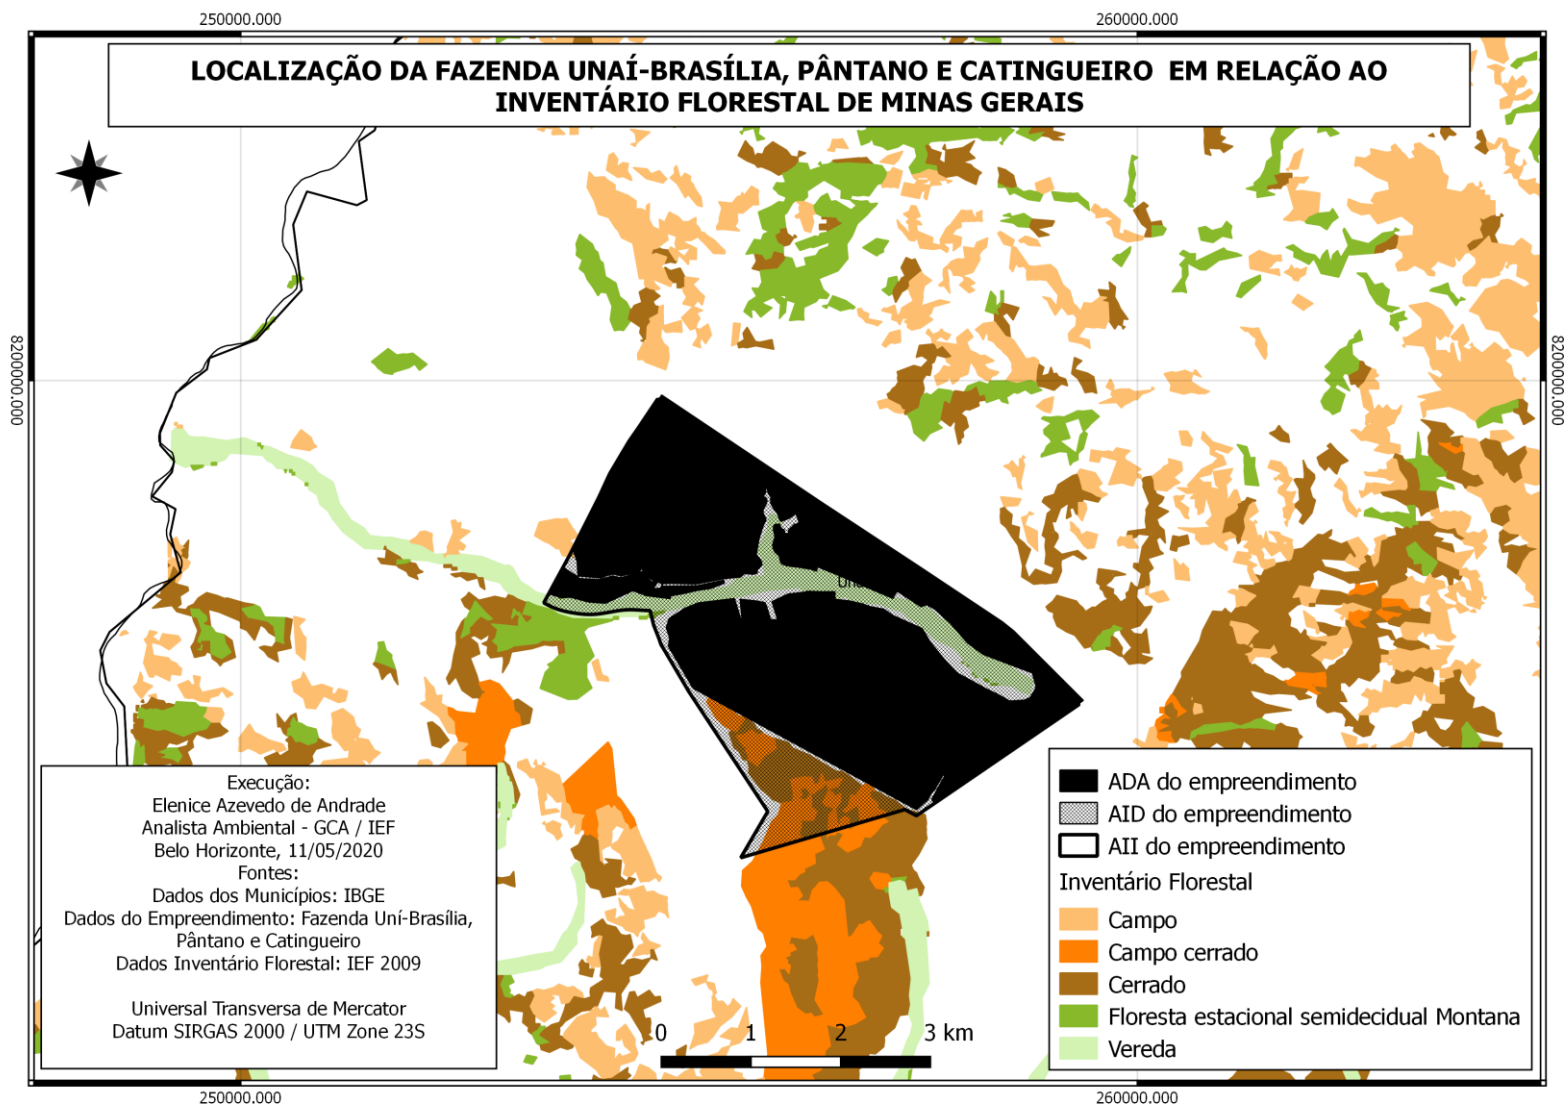 250000.000
260000.000
LOCALIZAÇÃO DA FAZENDA UNAÍ-BRASÍLIA, PÂNTANO E CATINGUEIRO EM RELAÇÃO AO
INVENTÁRIO FLORESTAL DE MINAS GERAIS
8200000.000
8200000.000
Execução:
Elenice Azevedo de Andrade
Analista Ambiental - GCA / IEF
Belo Horizonte, 11/05/2020
Fontes:
Dados dos Municípios: IBGE
Dados do Empreendimento: Fazenda Uní-Brasília,
Pântano e Catingueiro
Dados Inventário Florestal: IEF 2009
Universal Transversa de Mercator
Datum SIRGAS 2000 / UTM Zone 23S
0 1 2 3 km
ADA do empreendimento
AID do empreendimento
AII do empreendimento
Inventário Florestal
Campo
Campo cerrado
Cerrado
Floresta estacional semidecidual Montana
Vereda
250000.000
260000.000